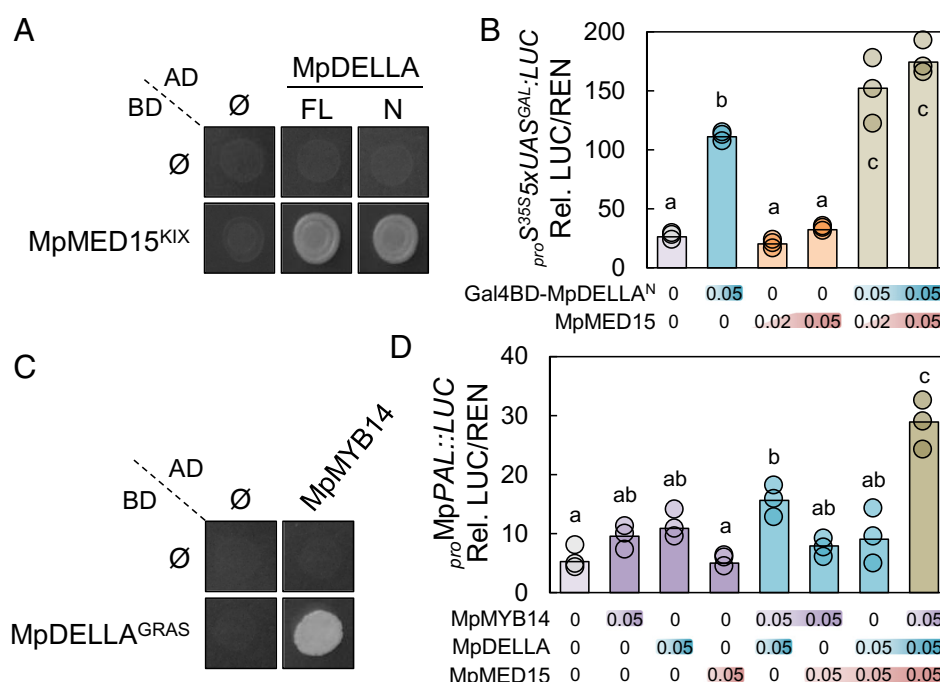 A
AD
BD
MpDELLA
Ø FL N
Ø
MpMED15KIX
B
proS35S5xUASGAL:LUC
Rel. LUC/REN
200
150
100
50
0
a b a a c c
Gal4BD-MpDELLAN 0 0.05 0 0 0.05 0.05
MpMED15 0 0 0.02 0.05 0.02 0.05
C
AD
BD
Ø MpMYB14
Ø
MpDELLAGRAS
D
proMpPAL::LUC
Rel. LUC/REN
40
30
20
10
0
a ab ab a b ab ab c
MpMYB14 0 0.05 0 0 0.05 0.05 0 0.05
MpDELLA 0 0 0.05 0 0.05 0 0.05 0.05
MpMED15 0 0 0 0.05 0 0.05 0.05 0.05